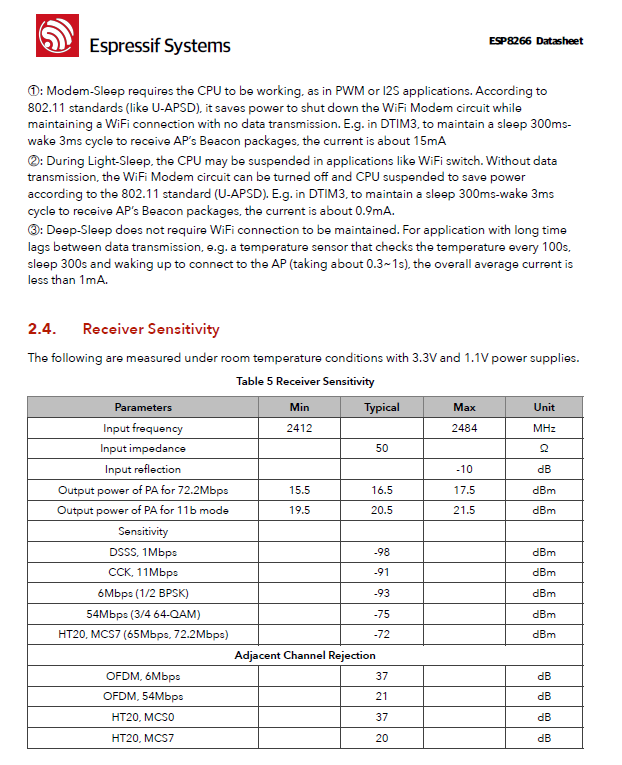 Espressif Systems
ESP8266 Datasheet
①: Modem-Sleep requires the CPU to be working, as in PWM or I2S applications. According to
802.11 standards (like U-APSD), it saves power to shut down the WiFi Modem circuit while
maintaining a WiFi connection with no data transmission. E.g. in DTIM3, to maintain a sleep 300ms-
wake 3ms cycle to receive AP's Beacon packages, the current is about 15mA
②: During Light-Sleep, the CPU may be suspended in applications like WiFi switch. Without data
transmission, the WiFi Modem circuit can be turned off and CPU suspended to save power
according to the 802.11 standard (U-APSD). E.g. in DTIM3, to maintain a sleep 300ms-wake 3ms
cycle to receive AP's Beacon packages, the current is about 0.9mA.
③: Deep-Sleep does not require WiFi connection to be maintained. For application with long time
lags between data transmission, e.g. a temperature sensor that checks the temperature every 100s,
sleep 300s and waking up to connect to the AP (taking about 0.3~1s), the overall average current is
less than 1mA.
2.4. Receiver Sensitivity
The following are measured under room temperature conditions with 3.3V and 1.1V power supplies.
Table 5 Receiver Sensitivity
Parameters Min Typical Max Unit
Input frequency 2412 2484 MHz
Input impedance 50 Ω
Input reflection -10 dB
Output power of PA for 72.2Mbps 15.5 16.5 17.5 dBm
Output power of PA for 11b mode 19.5 20.5 21.5 dBm
Sensitivity
DSSS, 1Mbps -98 dBm
CCK, 11Mbps -91 dBm
6Mbps (1/2 BPSK) -93 dBm
54Mbps (3/4 64-QAM) -75 dBm
HT20, MCS7 (65Mbps, 72.2Mbps) -72 dBm
Adjacent Channel Rejection
OFDM, 6Mbps 37 dB
OFDM, 54Mbps 21 dB
HT20, MCS0 37 dB
HT20, MCS7 20 dB